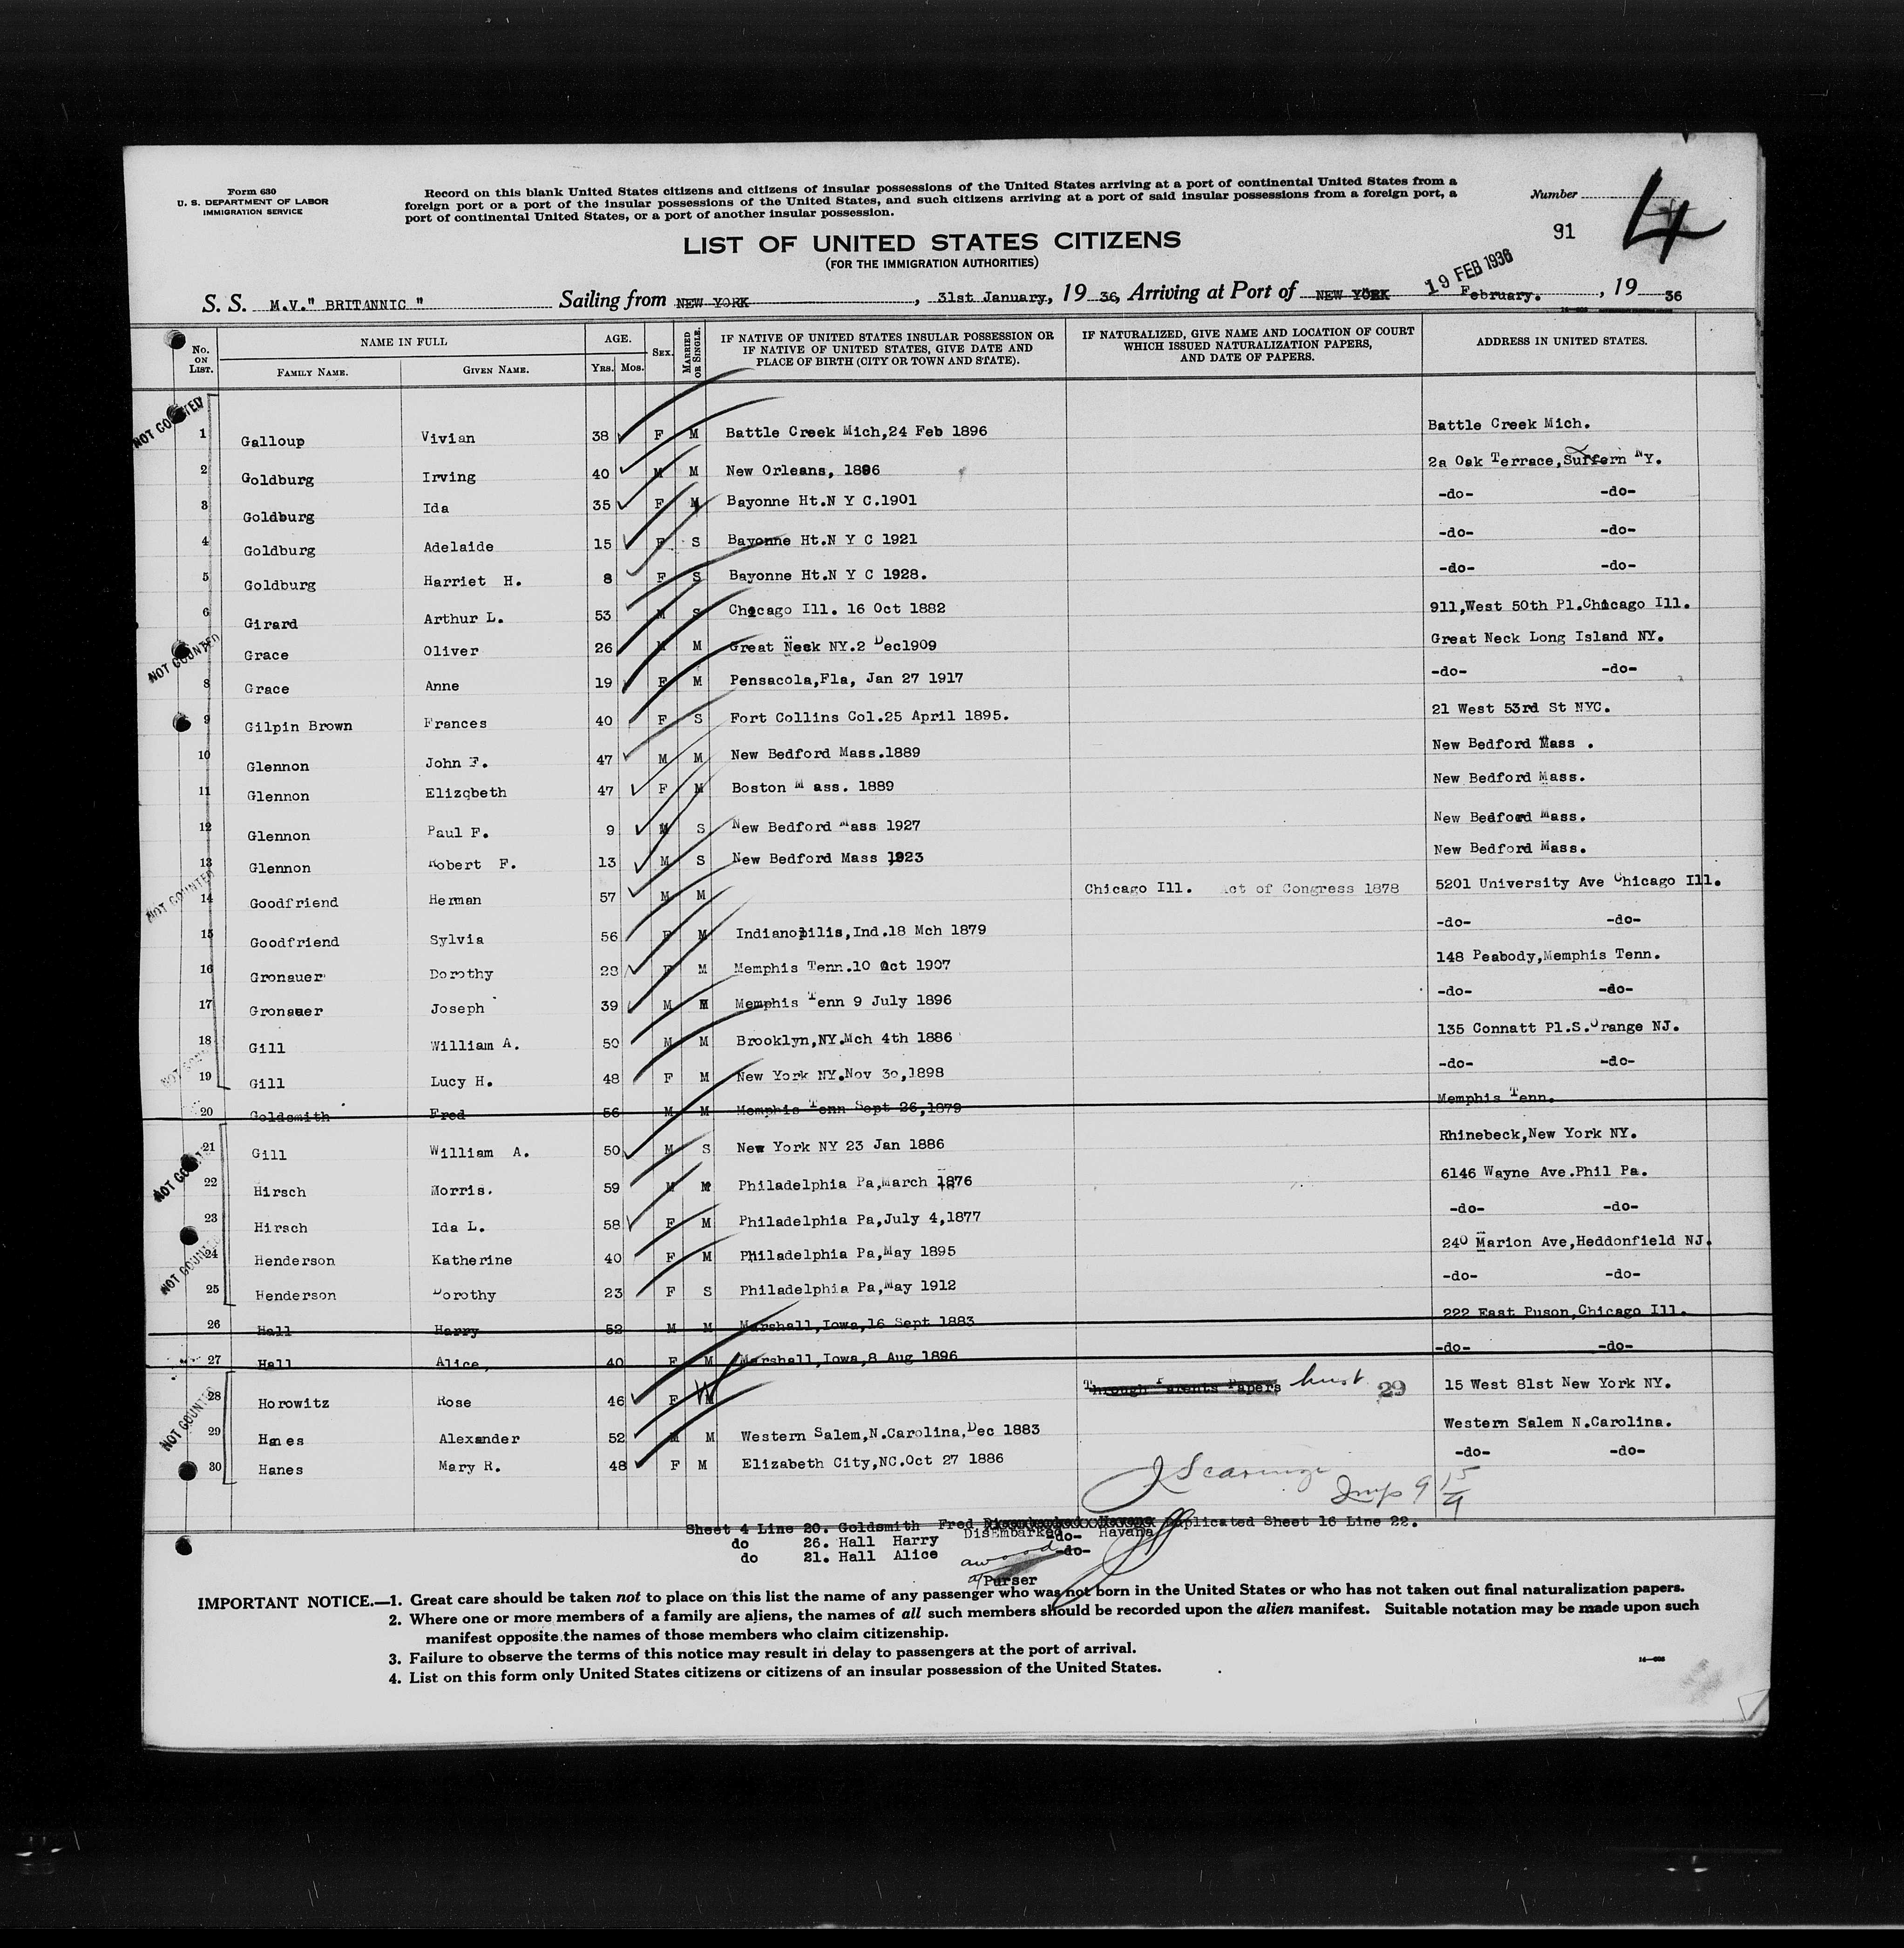 Form 630
U. S. DEPARTMENT OF LABOR
IMMIGRATION SERVICE
Record on this blank United States citizens and citizens of insular possessions of the United States arriving at a port of continental United States from a
foreign port or a port of the insular possessions of the United States, and such citizens arriving at a port of said insular possessions from a foreign port, a
port of continental United States, or a port of another insular possession.
Number 4
91
LIST OF UNITED STATES CITIZENS
(FOR THE IMMIGRATION AUTHORITIES)
19 FEB 1936
S. S. M.V." BRITANNIC " Sailing from NEW YORK, 31st January, 1936, Arriving at Port of NEW YORK February. , 19 36
No. ON LIST. NAME IN FULL FAMILY NAME. GIVEN NAME. AGE. YRS. MOS. SEX. MARRIED OR SINGLE. IF NATIVE OF UNITED STATES INSULAR POSSESSION OR IF NATIVE OF UNITED STATES, GIVE DATE AND PLACE OF BIRTH (CITY OR TOWN AND STATE). IF NATURALIZED, GIVE NAME AND LOCATION OF COURT WHICH ISSUED NATURALIZATION PAPERS, AND DATE OF PAPERS. ADDRESS IN UNITED STATES.
NOT COUNTED
1 Galloup Vivian 38 F M Battle Creek Mich,24 Feb 1896 Battle Creek Mich.
2 Goldburg Irving 40 M M New Orleans, 1896 2a Oak Terrace,Suffern NY.
3 Goldburg Ida 35 F M Bayonne Ht.N Y C.1901 -do- -do-
4 Goldburg Adelaide 15 F S Bayonne Ht.N Y C 1921 -do- -do-
5 Goldburg Harriet H. 8 F S Bayonne Ht.N Y C 1928. -do- -do-
6 Girard Arthur L. 53 M S Chicago Ill. 16 Oct 1882 911,West 50th Pl.Chicago Ill.
NOT COUNTED
Grace Oliver 26 M M Great Neck NY.2 Dec1909 Great Neck Long Island NY.
8 Grace Anne 19 F M Pensacola,Fla, Jan 27 1917 -do- -do-
9 Gilpin Brown Frances 40 F S Fort Collins Col.25 April 1895. 21 West 53rd St NYC.
10 Glennon John F. 47 M M New Bedford Mass.1889 New Bedford Mass .
11 Glennon Elizqbeth 47 F M Boston M ass. 1889 New Bedford Mass.
12 Glennon Paul F. 9 M S New Bedford Mass 1927 New Bedford Mass.
13 Glennon Robert F. 13 M S New Bedford Mass 1923 New Bedford Mass.
NOT COUNTED
14 Goodfriend Herman 57 M M Chicago Ill. Act of Congress 1878 5201 University Ave Chicago Ill.
15 Goodfriend Sylvia 56 F M Indianopilis,Ind.18 Mch 1879 -do- -do-
16 Gronauer Dorothy 28 F M Memphis Tenn.10 Oct 1907 148 Peabody,Memphis Tenn.
17 Gronauer Joseph 39 M M Memphis Tenn 9 July 1896 -do- -do-
18 Gill William A. 50 M M Brooklyn,NY.Mch 4th 1886 135 Connatt Pl.S.Orange NJ.
19 Gill Lucy H. 48 F M New York NY.Nov 30,1898 -do- -do-
20 Goldsmith Fred 56 M M Memphis Tenn Sept 26,1879 Memphis Tenn.
21 Gill William A. 50 M S New York NY 23 Jan 1886 Rhinebeck,New York NY.
NOT COUNTED
22 Hirsch Morris. 59 M M Philadelphia Pa,March 1876 6146 Wayne Ave.Phil Pa.
23 Hirsch Ida L. 58 F M Philadelphia Pa,July 4,1877 -do- -do-
24 Henderson Katherine 40 F M Philadelphia Pa,May 1895 240 Marion Ave,Heddonfield NJ.
NOT COUNTED
25 Henderson Dorothy 23 F S Philadelphia Pa,May 1912 -do- -do-
26 Hall Harry 52 M M Marshall,Iowa,16 Sept 1883 222 East Puson,Chicago Ill.
27 Hall Alice, 40 F M Marshall,Iowa,8 Aug 1896 -do- -do-
28 Horowitz Rose 46 F W Through Parents Papers 29 15 West 81st New York NY.
NOT COUNTED
29 Hanes Alexander 52 M M Western Salem,N.Carolina,Dec 1883 Western Salem N.Carolina.
30 Hanes Mary R. 48 F M Elizabeth City,NC.Oct 27 1886 -do- -do-
Sheet 4 Line 20. Goldsmith Fred Duplicated Sheet 16 Line 22.
do 26. Hall Harry DisEmbarked -do- Havana
do 21. Hall Alice -do-
Purser
IMPORTANT NOTICE.—1. Great care should be taken not to place on this list the name of any passenger who was not born in the United States or who has not taken out final naturalization papers.
2. Where one or more members of a family are aliens, the names of all such members should be recorded upon the alien manifest. Suitable notation may be made upon such
manifest opposite the names of those members who claim citizenship.
3. Failure to observe the terms of this notice may result in delay to passengers at the port of arrival.
4. List on this form only United States citizens or citizens of an insular possession of the United States.